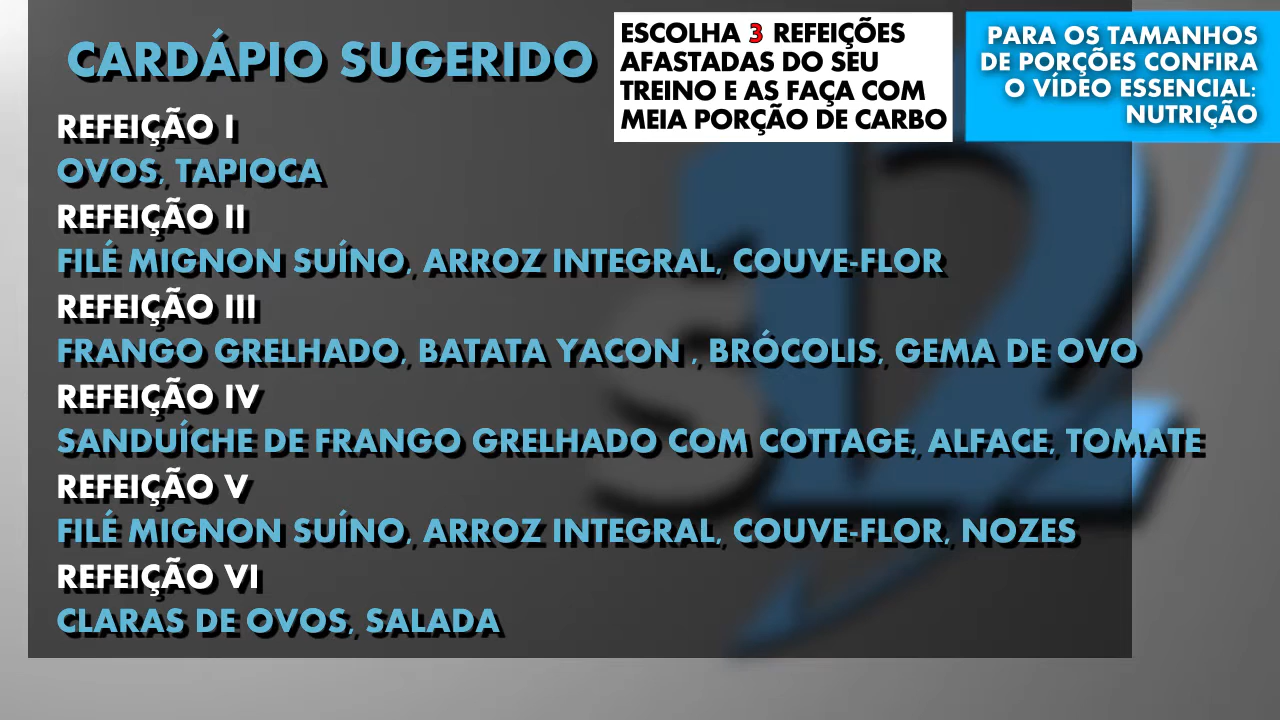 CARDÁPIO SUGERIDO
ESCOLHA 3 REFEIÇÕES
AFASTADAS DO SEU
TREINO E AS FAÇA COM
MEIA PORÇÃO DE CARBO
PARA OS TAMANHOS
DE PORÇÕES CONFIRA
O VÍDEO ESSENCIAL:
NUTRIÇÃO
REFEIÇÃO I
OVOS, TAPIOCA
REFEIÇÃO II
FILÉ MIGNON SUÍNO, ARROZ INTEGRAL, COUVE-FLOR
REFEIÇÃO III
FRANGO GRELHADO, BATATA YACON , BRÓCOLIS, GEMA DE OVO
REFEIÇÃO IV
SANDUÍCHE DE FRANGO GRELHADO COM COTTAGE, ALFACE, TOMATE
REFEIÇÃO V
FILÉ MIGNON SUÍNO, ARROZ INTEGRAL, COUVE-FLOR, NOZES
REFEIÇÃO VI
CLARAS DE OVOS, SALADA